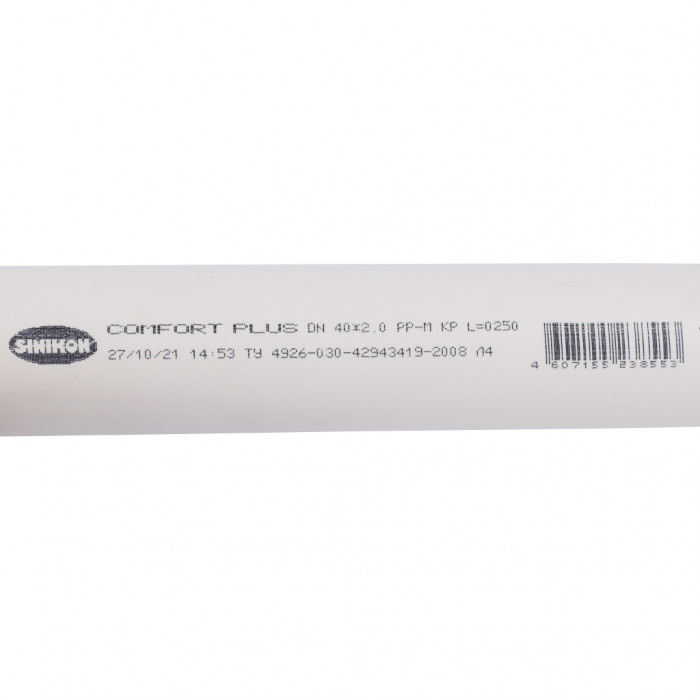 SINIKON
COMFORT PLUS DN 40*2.0 PP-M KP L=0250
27/10/21 14:53 ТУ 4926-030-42943419-2008 Л4
4 607155 238553